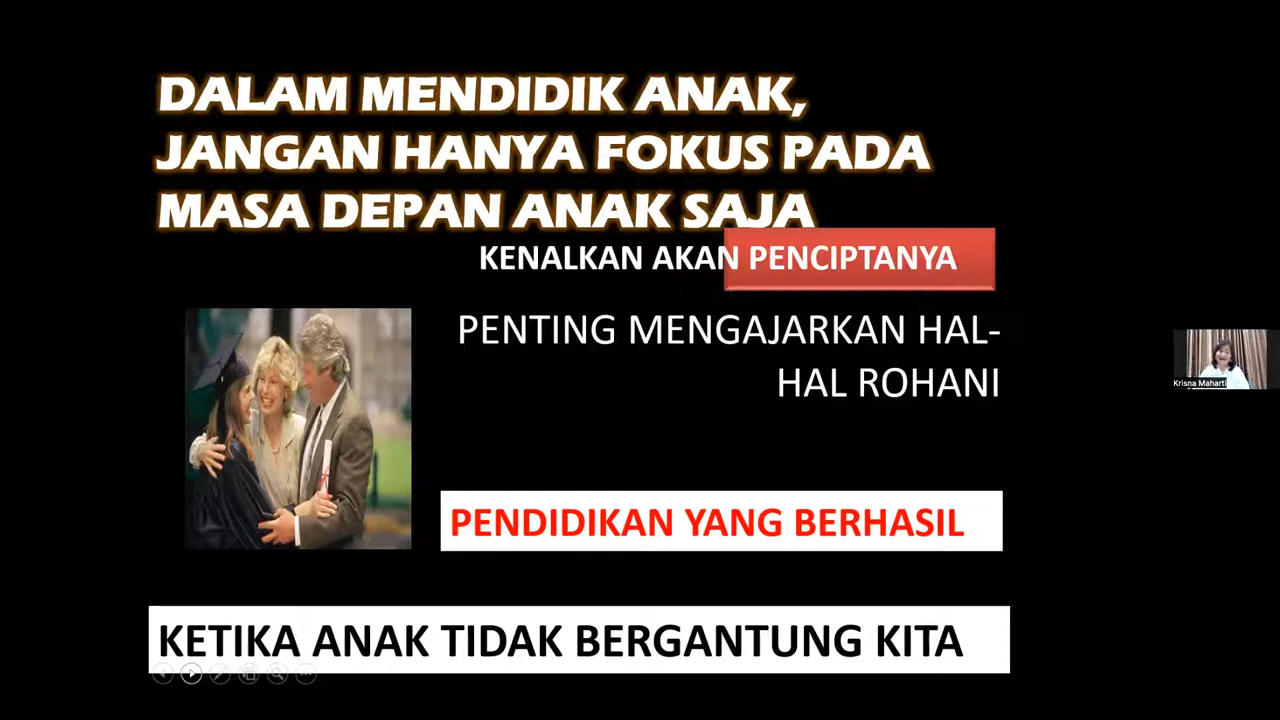 DALAM MENDIDIK ANAK,
JANGAN HANYA FOKUS PADA
MASA DEPAN ANAK SAJA
KENALKAN AKAN PENCIPTANYA
PENTING MENGAJARKAN HAL-
HAL ROHANI
PENDIDIKAN YANG BERHASIL
KETIKA ANAK TIDAK BERGANTUNG KITA
Krisna Maharti